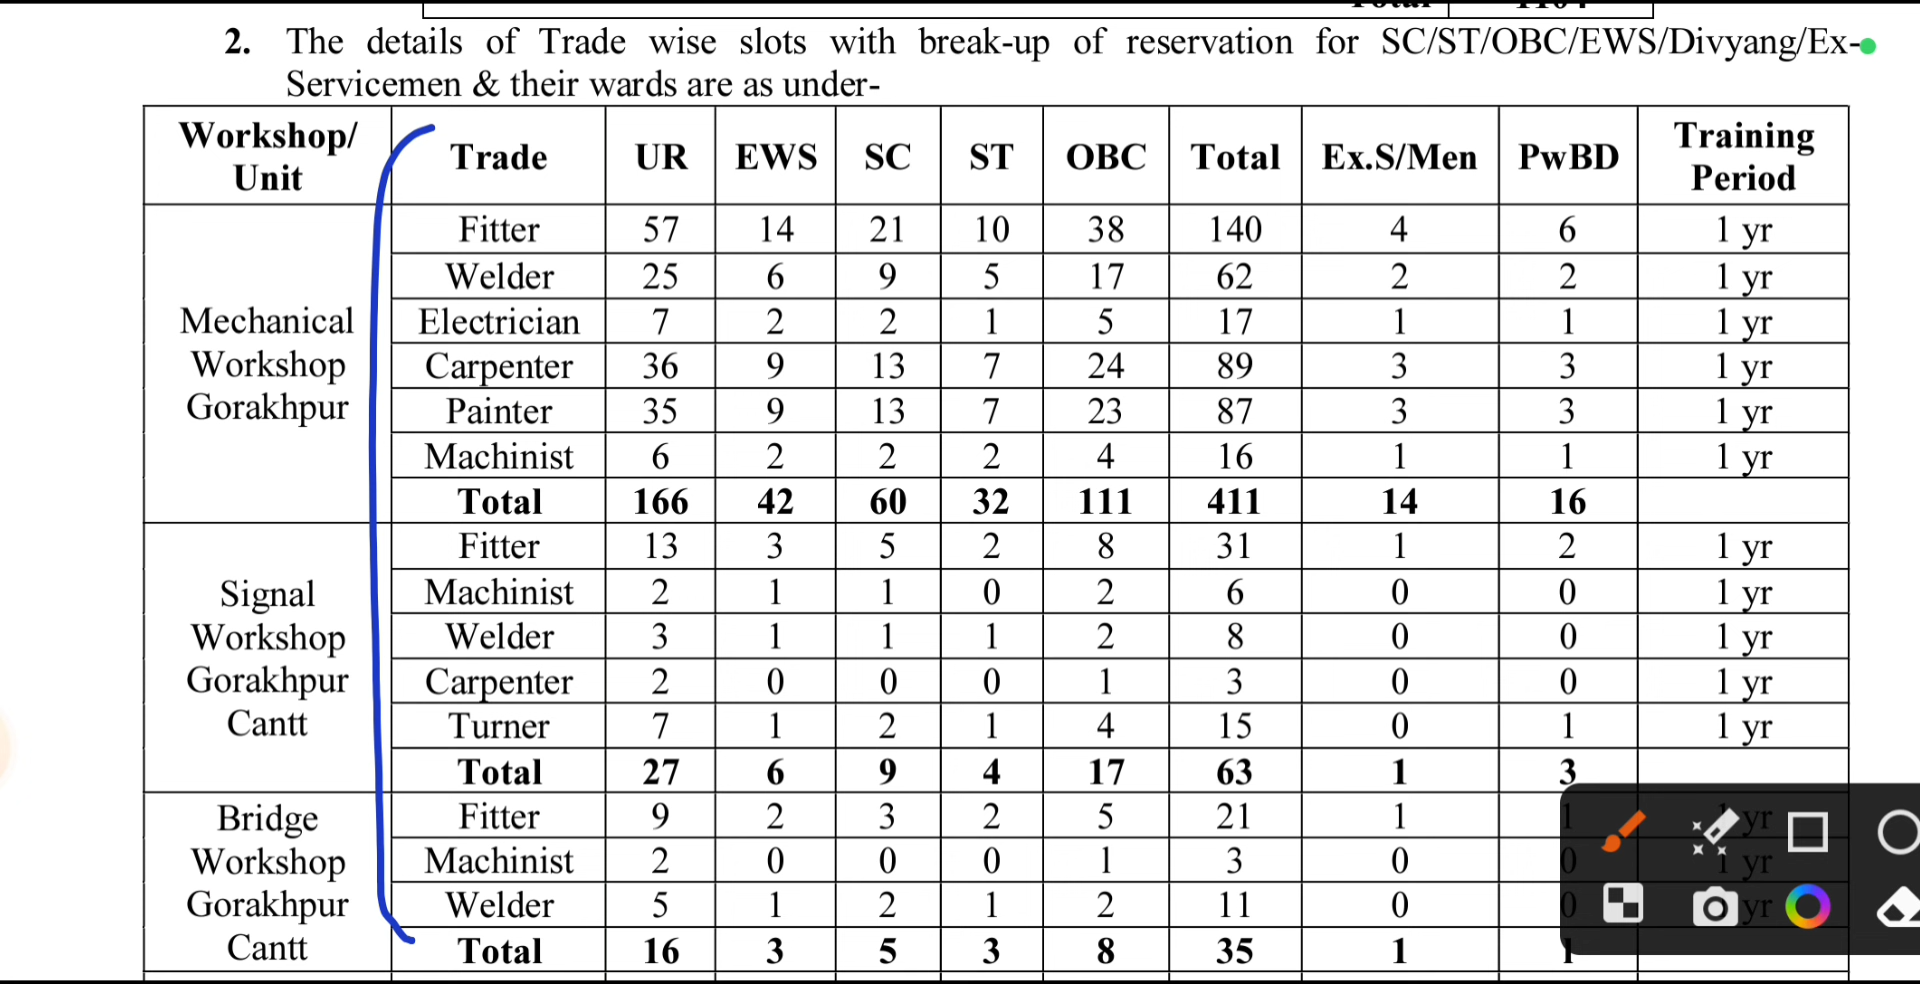 2. The details of Trade wise slots with break-up of reservation for SC/ST/OBC/EWS/Divyang/Ex-
Servicemen & their wards are as under-
Workshop/ Unit Trade UR EWS SC ST OBC Total Ex.S/Men PwBD Training Period
Mechanical Workshop Gorakhpur
Fitter 57 14 21 10 38 140 4 6 1 yr
Welder 25 6 9 5 17 62 2 2 1 yr
Electrician 7 2 2 1 5 17 1 1 1 yr
Carpenter 36 9 13 7 24 89 3 3 1 yr
Painter 35 9 13 7 23 87 3 3 1 yr
Machinist 6 2 2 2 4 16 1 1 1 yr
Total 166 42 60 32 111 411 14 16
Signal Workshop Gorakhpur Cantt
Fitter 13 3 5 2 8 31 1 2 1 yr
Machinist 2 1 1 0 2 6 0 0 1 yr
Welder 3 1 1 1 2 8 0 0 1 yr
Carpenter 2 0 0 0 1 3 0 0 1 yr
Turner 7 1 2 1 4 15 0 1 1 yr
Total 27 6 9 4 17 63 1 3
Bridge Workshop Gorakhpur Cantt
Fitter 9 2 3 2 5 21 1 1 yr
Machinist 2 0 0 0 1 3 0 0 1 yr
Welder 5 1 2 1 2 11 0 0 yr
Total 16 3 5 3 8 35 1 1